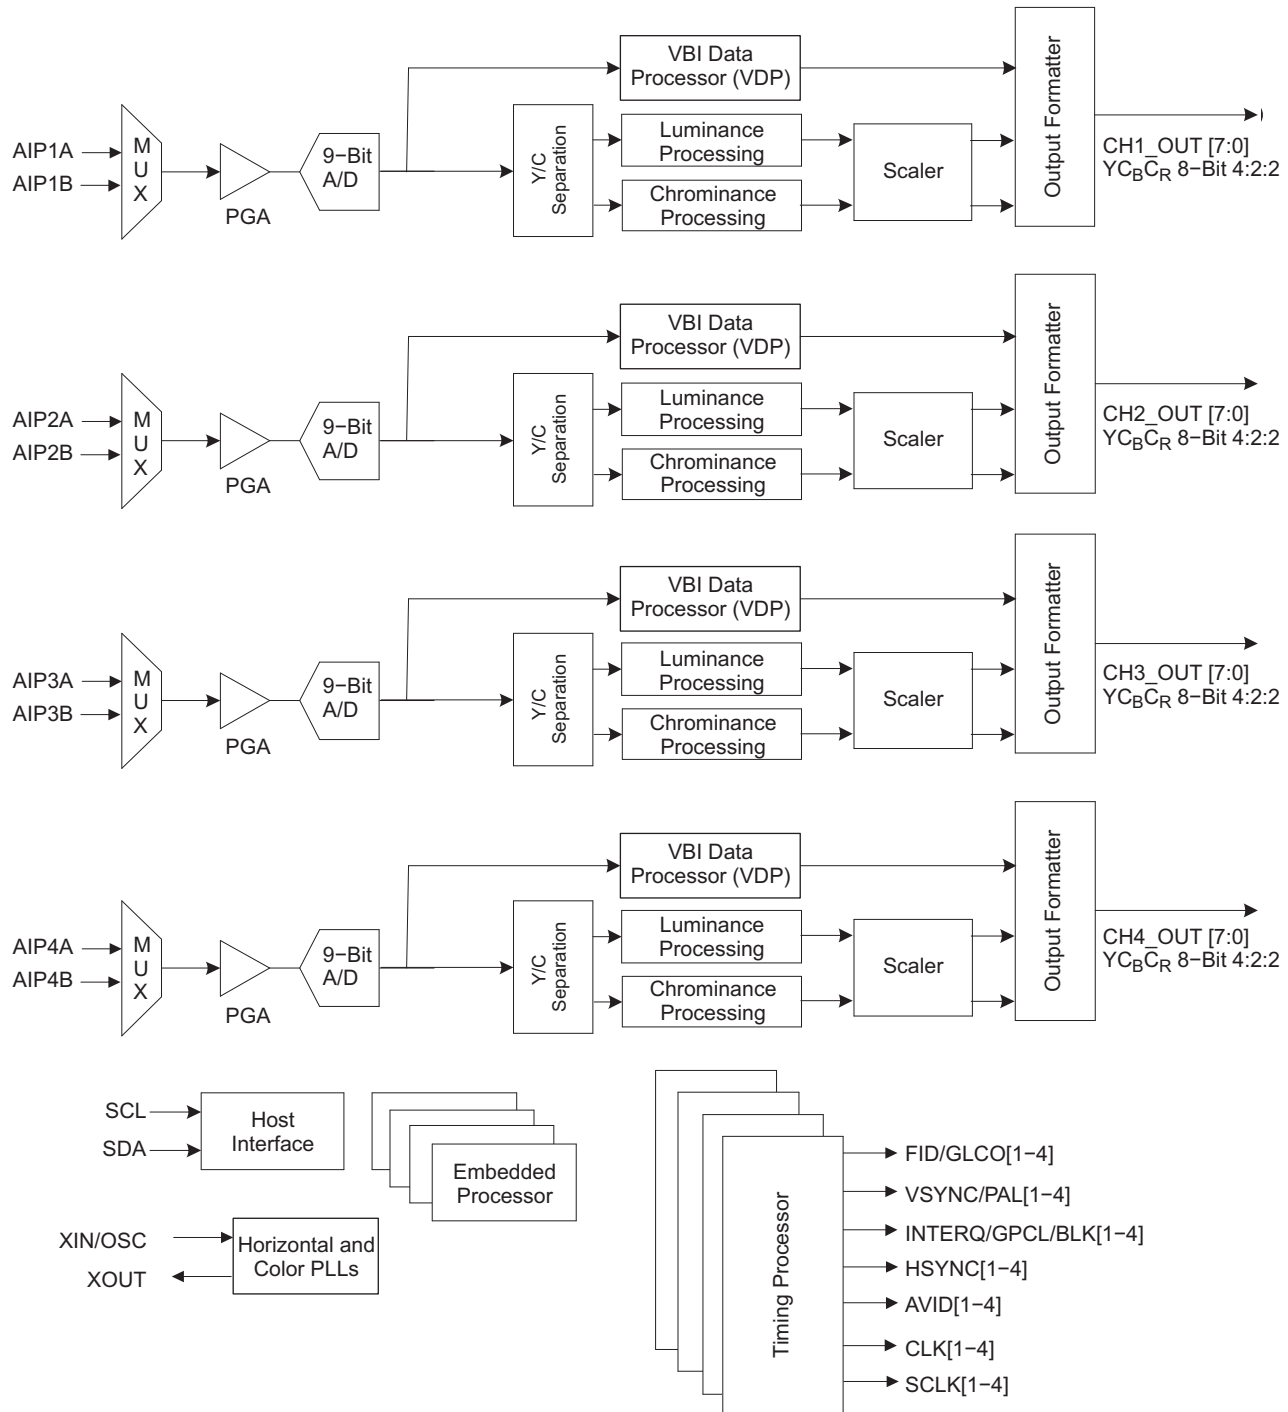 VBI Data
Processor (VDP)
AIP1A
AIP1B
M
U
X
PGA
9−Bit
A/D
Y/C
Separation
Luminance
Processing
Chrominance
Processing
Scaler
Output Formatter
CH1_OUT [7:0]
YCBCR 8−Bit 4:2:2
VBI Data
Processor (VDP)
AIP2A
AIP2B
M
U
X
PGA
9−Bit
A/D
Y/C
Separation
Luminance
Processing
Chrominance
Processing
Scaler
Output Formatter
CH2_OUT [7:0]
YCBCR 8−Bit 4:2:2
VBI Data
Processor (VDP)
AIP3A
AIP3B
M
U
X
PGA
9−Bit
A/D
Y/C
Separation
Luminance
Processing
Chrominance
Processing
Scaler
Output Formatter
CH3_OUT [7:0]
YCBCR 8−Bit 4:2:2
VBI Data
Processor (VDP)
AIP4A
AIP4B
M
U
X
PGA
9−Bit
A/D
Y/C
Separation
Luminance
Processing
Chrominance
Processing
Scaler
Output Formatter
CH4_OUT [7:0]
YCBCR 8−Bit 4:2:2
SCL
SDA
Host
Interface
Embedded
Processor
XIN/OSC
XOUT
Horizontal and
Color PLLs
Timing Processor
FID/GLCO[1−4]
VSYNC/PAL[1−4]
INTERQ/GPCL/BLK[1−4]
HSYNC[1−4]
AVID[1−4]
CLK[1−4]
SCLK[1−4]